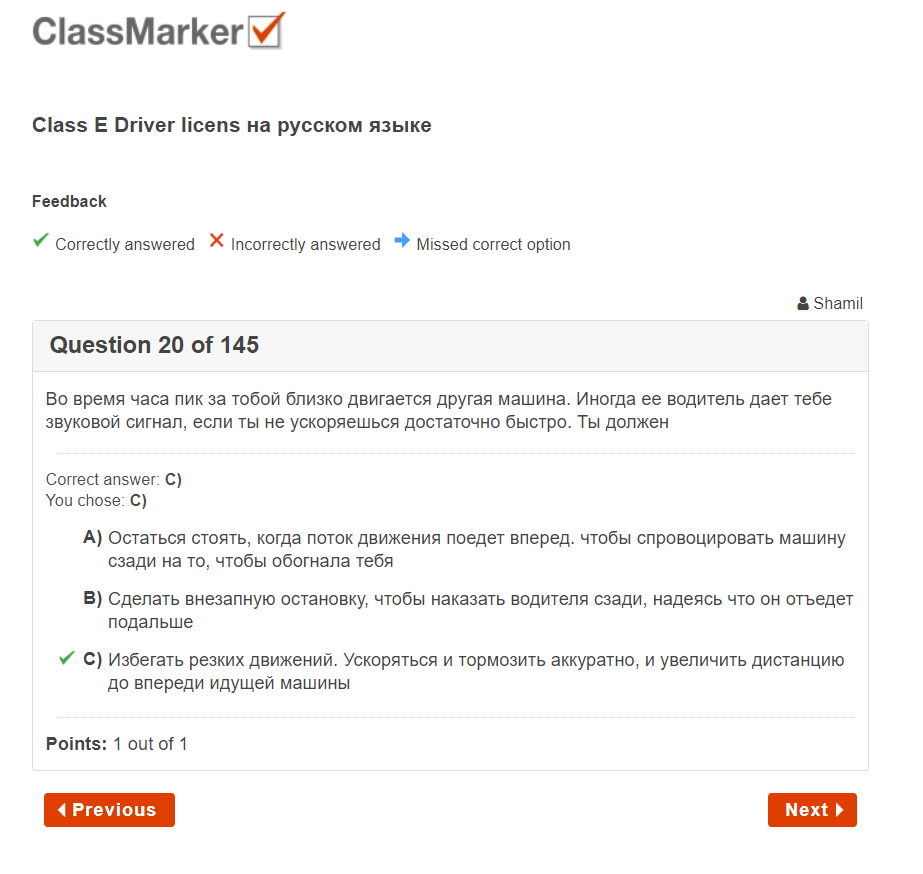 ClassMarker
Class E Driver licens на русском языке
Feedback
Correctly answered Incorrectly answered Missed correct option
Shamil
Question 20 of 145
Во время часа пик за тобой близко двигается другая машина. Иногда ее водитель дает тебе
звуковой сигнал, если ты не ускоряешься достаточно быстро. Ты должен
Correct answer: C)
You chose: C)
A) Остаться стоять, когда поток движения поедет вперед. чтобы спровоцировать машину
сзади на то, чтобы обогнала тебя
B) Сделать внезапную остановку, чтобы наказать водителя сзади, надеясь что он отъедет
подальше
C) Избегать резких движений. Ускоряться и тормозить аккуратно, и увеличить дистанцию
до впереди идущей машины
Points: 1 out of 1
Previous Next